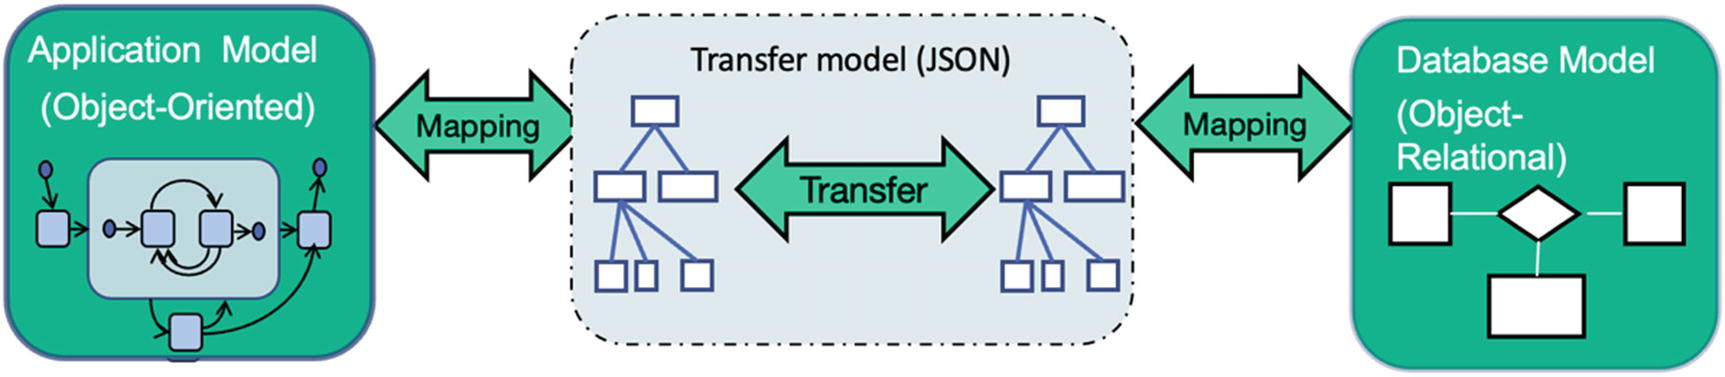 Application Model
(Object-Oriented)
Mapping
Transfer model (JSON)
Transfer
Mapping
Database Model
(Object-
Relational)